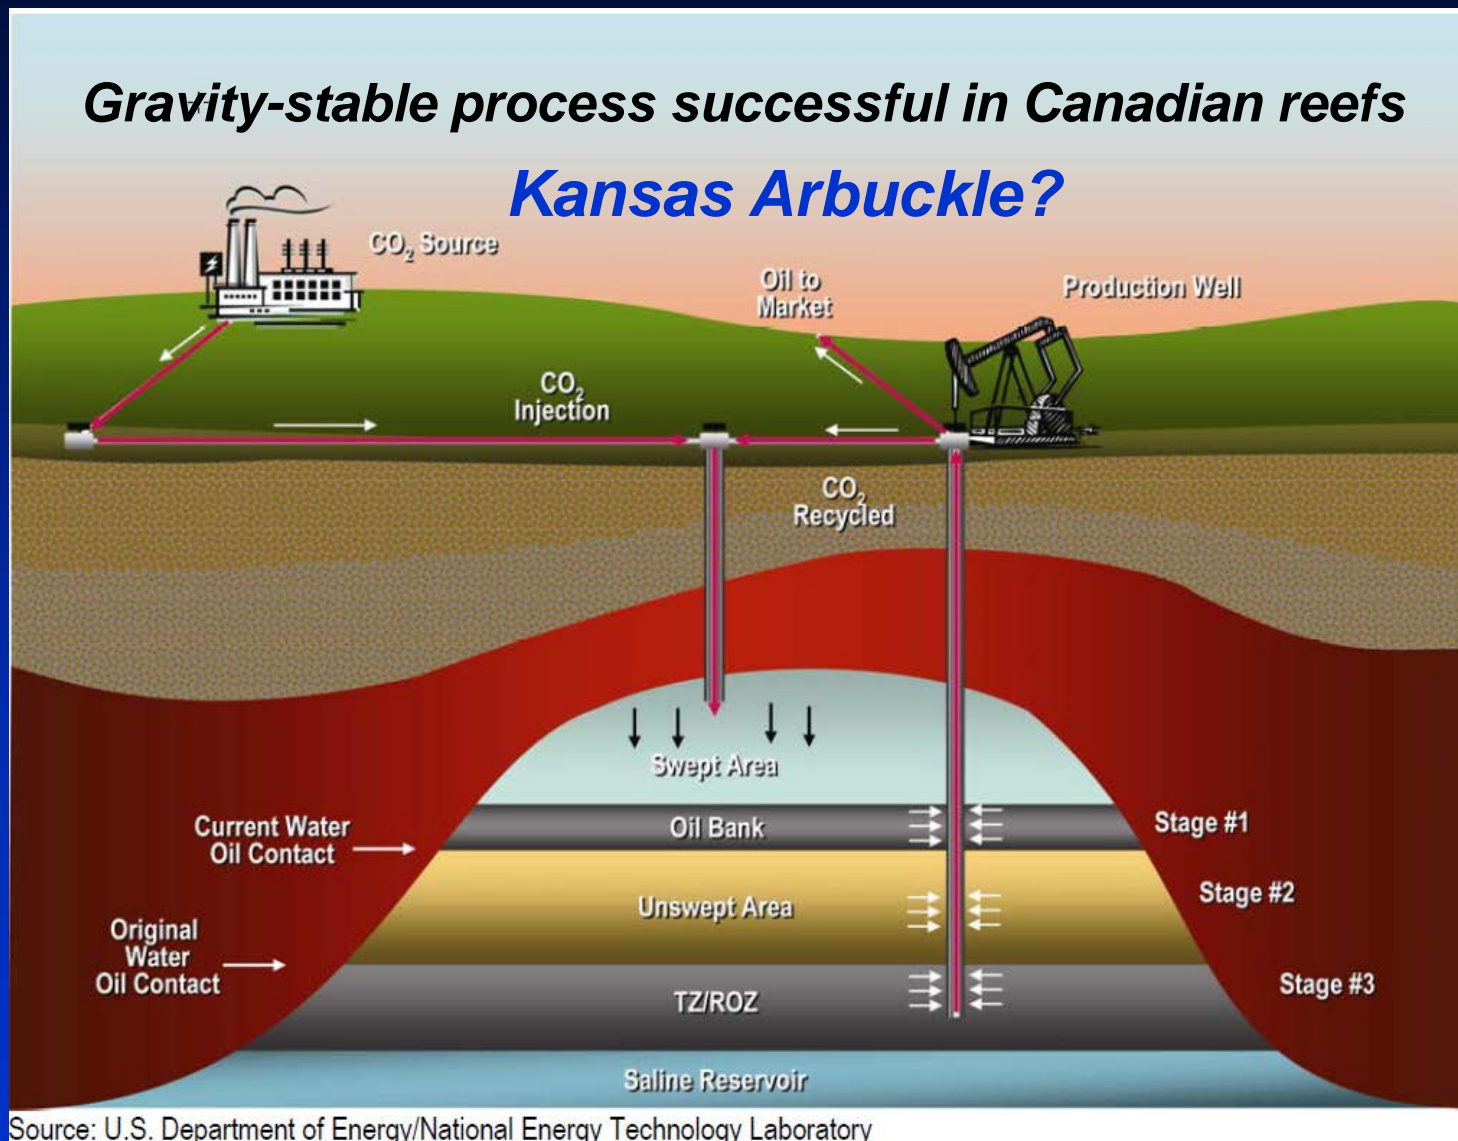 Gravity-stable process successful in Canadian reefs
Kansas Arbuckle?
CO₂ Source
Oil to
Market
Production Well
CO₂
Injection
CO₂
Recycled
Swept Area
Current Water
Oil Contact
Oil Bank
Stage #1
Unswept Area
Stage #2
Original
Water
Oil Contact
TZ/ROZ
Stage #3
Saline Reservoir
Source: U.S. Department of Energy/National Energy Technology Laboratory